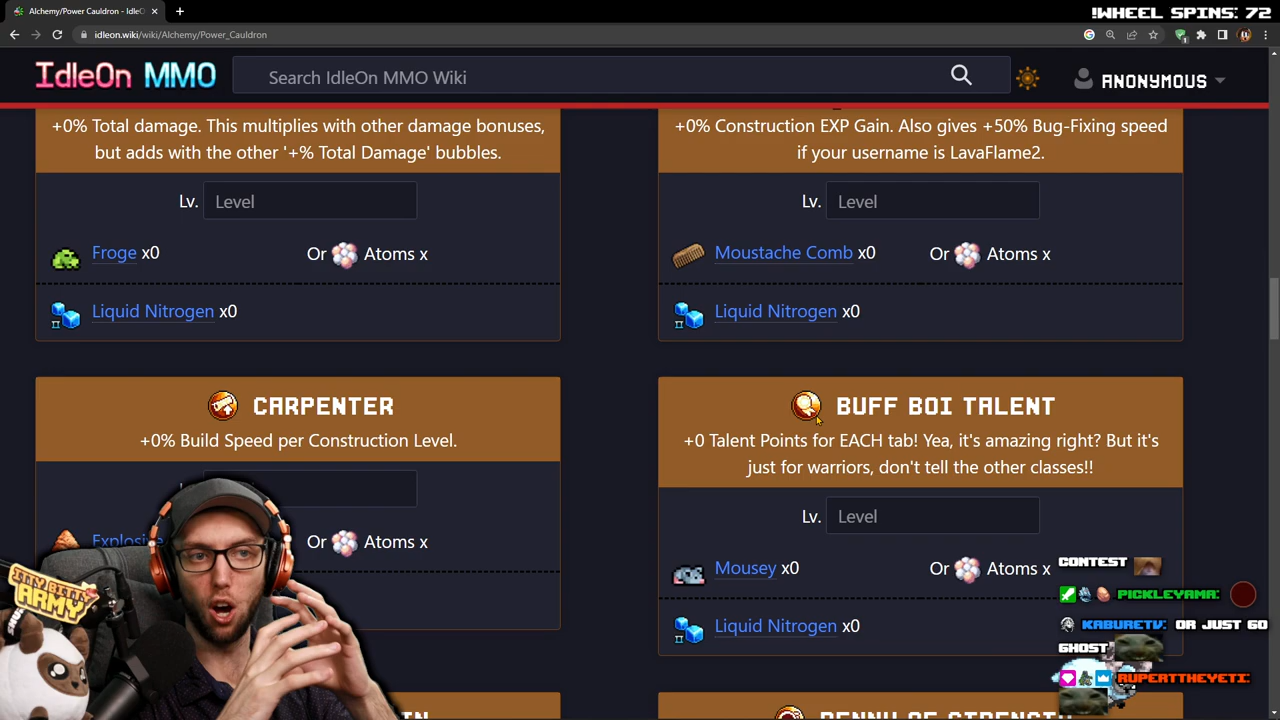 Alchemy/Power Cauldron - IdleO
!WHEEL SPINS: 72
idleon.wiki/wiki/Alchemy/Power_Cauldron
IdleOn MMO
Search IdleOn MMO Wiki
ANONYMOUS
+0% Total damage. This multiplies with other damage bonuses,
but adds with the other '+% Total Damage' bubbles.
Lv. Level
Froge x0 Or Atoms x
Liquid Nitrogen x0
+0% Construction EXP Gain. Also gives +50% Bug-Fixing speed
if your username is LavaFlame2.
Lv. Level
Moustache Comb x0 Or Atoms x
Liquid Nitrogen x0
CARPENTER
+0% Build Speed per Construction Level.
Explosive Or Atoms x
BUFF BOI TALENT
+0 Talent Points for EACH tab! Yea, it's amazing right? But it's
just for warriors, don't tell the other classes!!
Lv. Level
Mousey x0 Or Atoms x
Liquid Nitrogen x0
CONTEST
PICKLEYAMA:
KABURETV: OR JUST GO
GHOST
RUPERTTHEYETI:
ITTY BITTY
ARMY